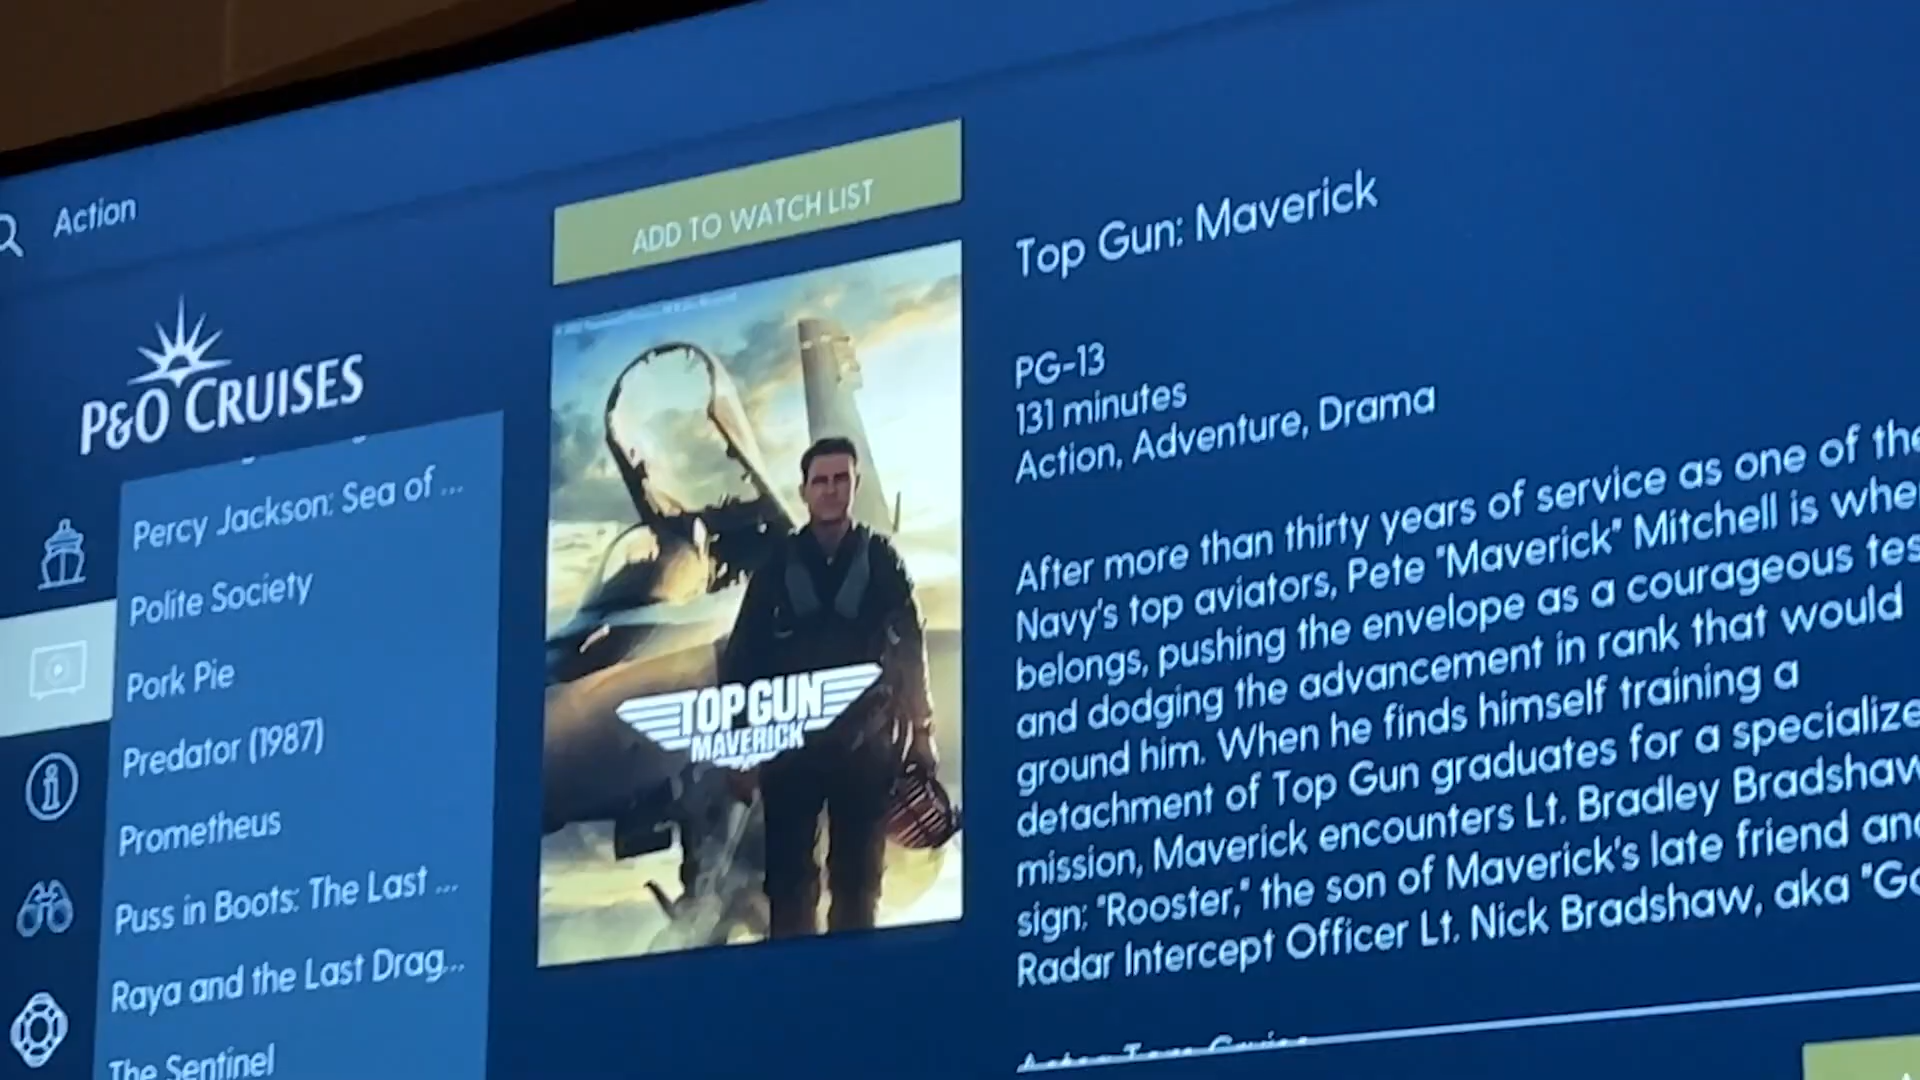 Action
P&O CRUISES
Percy Jackson: Sea of ...
Polite Society
Pork Pie
Predator (1987)
Prometheus
Puss in Boots: The Last ...
Raya and the Last Drag...
The Sentinel
ADD TO WATCH LIST
TOP GUN
MAVERICK
Top Gun: Maverick
PG-13
131 minutes
Action, Adventure, Drama
After more than thirty years of service as one of the
Navy's top aviators, Pete "Maverick" Mitchell is whe
belongs, pushing the envelope as a courageous tes
and dodging the advancement in rank that would
ground him. When he finds himself training a
detachment of Top Gun graduates for a specialize
mission, Maverick encounters Lt. Bradley Bradshaw
sign: "Rooster," the son of Maverick's late friend and
Radar Intercept Officer Lt. Nick Bradshaw, aka "Go